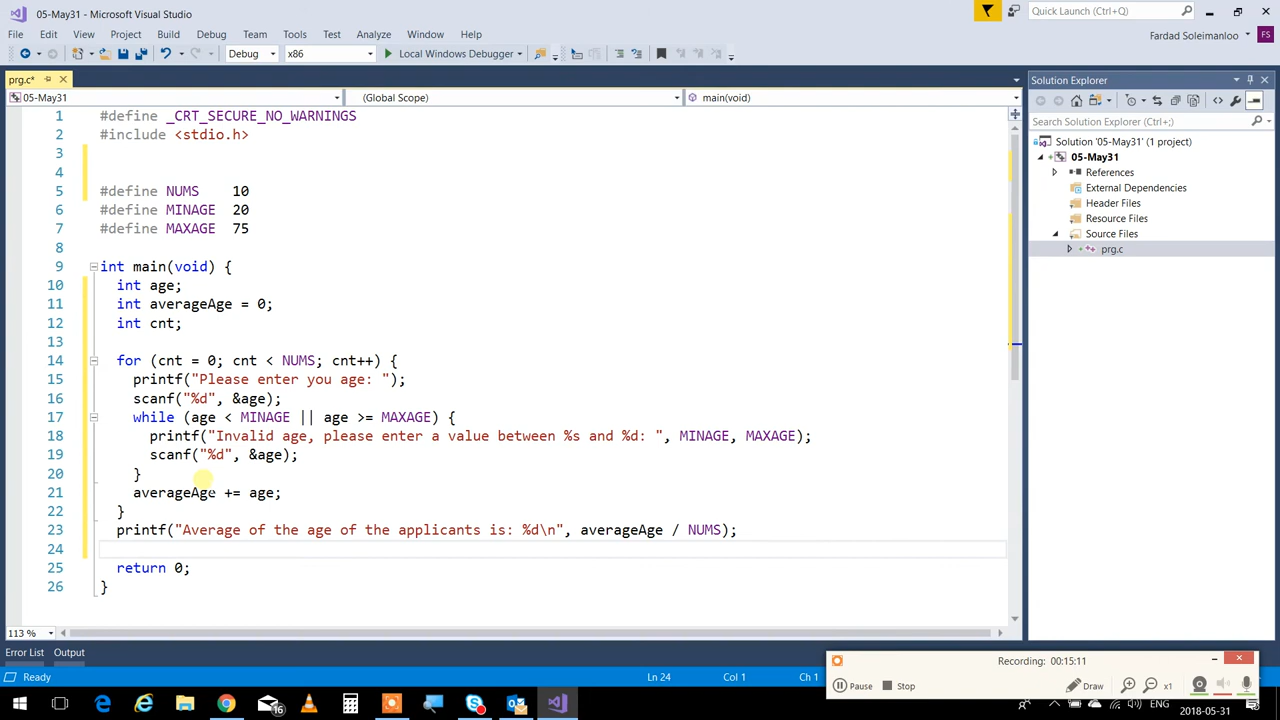 05-May31 - Microsoft Visual Studio
Quick Launch (Ctrl+Q)
File Edit View Project Build Debug Team Tools Test Analyze Window Help
Fardad Soleimanloo FS
Debug x86 Local Windows Debugger
prg.c*
Solution Explorer
05-May31 (Global Scope) main(void)
Search Solution Explorer (Ctrl+;)
Solution '05-May31' (1 project)
05-May31
References
External Dependencies
Header Files
Resource Files
Source Files
prg.c
1 #define _CRT_SECURE_NO_WARNINGS
2 #include <stdio.h>
3
4
5 #define NUMS 10
6 #define MINAGE 20
7 #define MAXAGE 75
8
9 int main(void) {
10 int age;
11 int averageAge = 0;
12 int cnt;
13
14 for (cnt = 0; cnt < NUMS; cnt++) {
15 printf("Please enter you age: ");
16 scanf("%d", &age);
17 while (age < MINAGE || age >= MAXAGE) {
18 printf("Invalid age, please enter a value between %s and %d: ", MINAGE, MAXAGE);
19 scanf("%d", &age);
20 }
21 averageAge += age;
22 }
23 printf("Average of the age of the applicants is: %d\n", averageAge / NUMS);
24
25 return 0;
26 }
113 %
Error List Output
Ready Ln 24 Col 1 Ch 1
Recording: 00:15:11
Pause Stop Draw x1
16
ENG 7:50 PM
2018-05-31